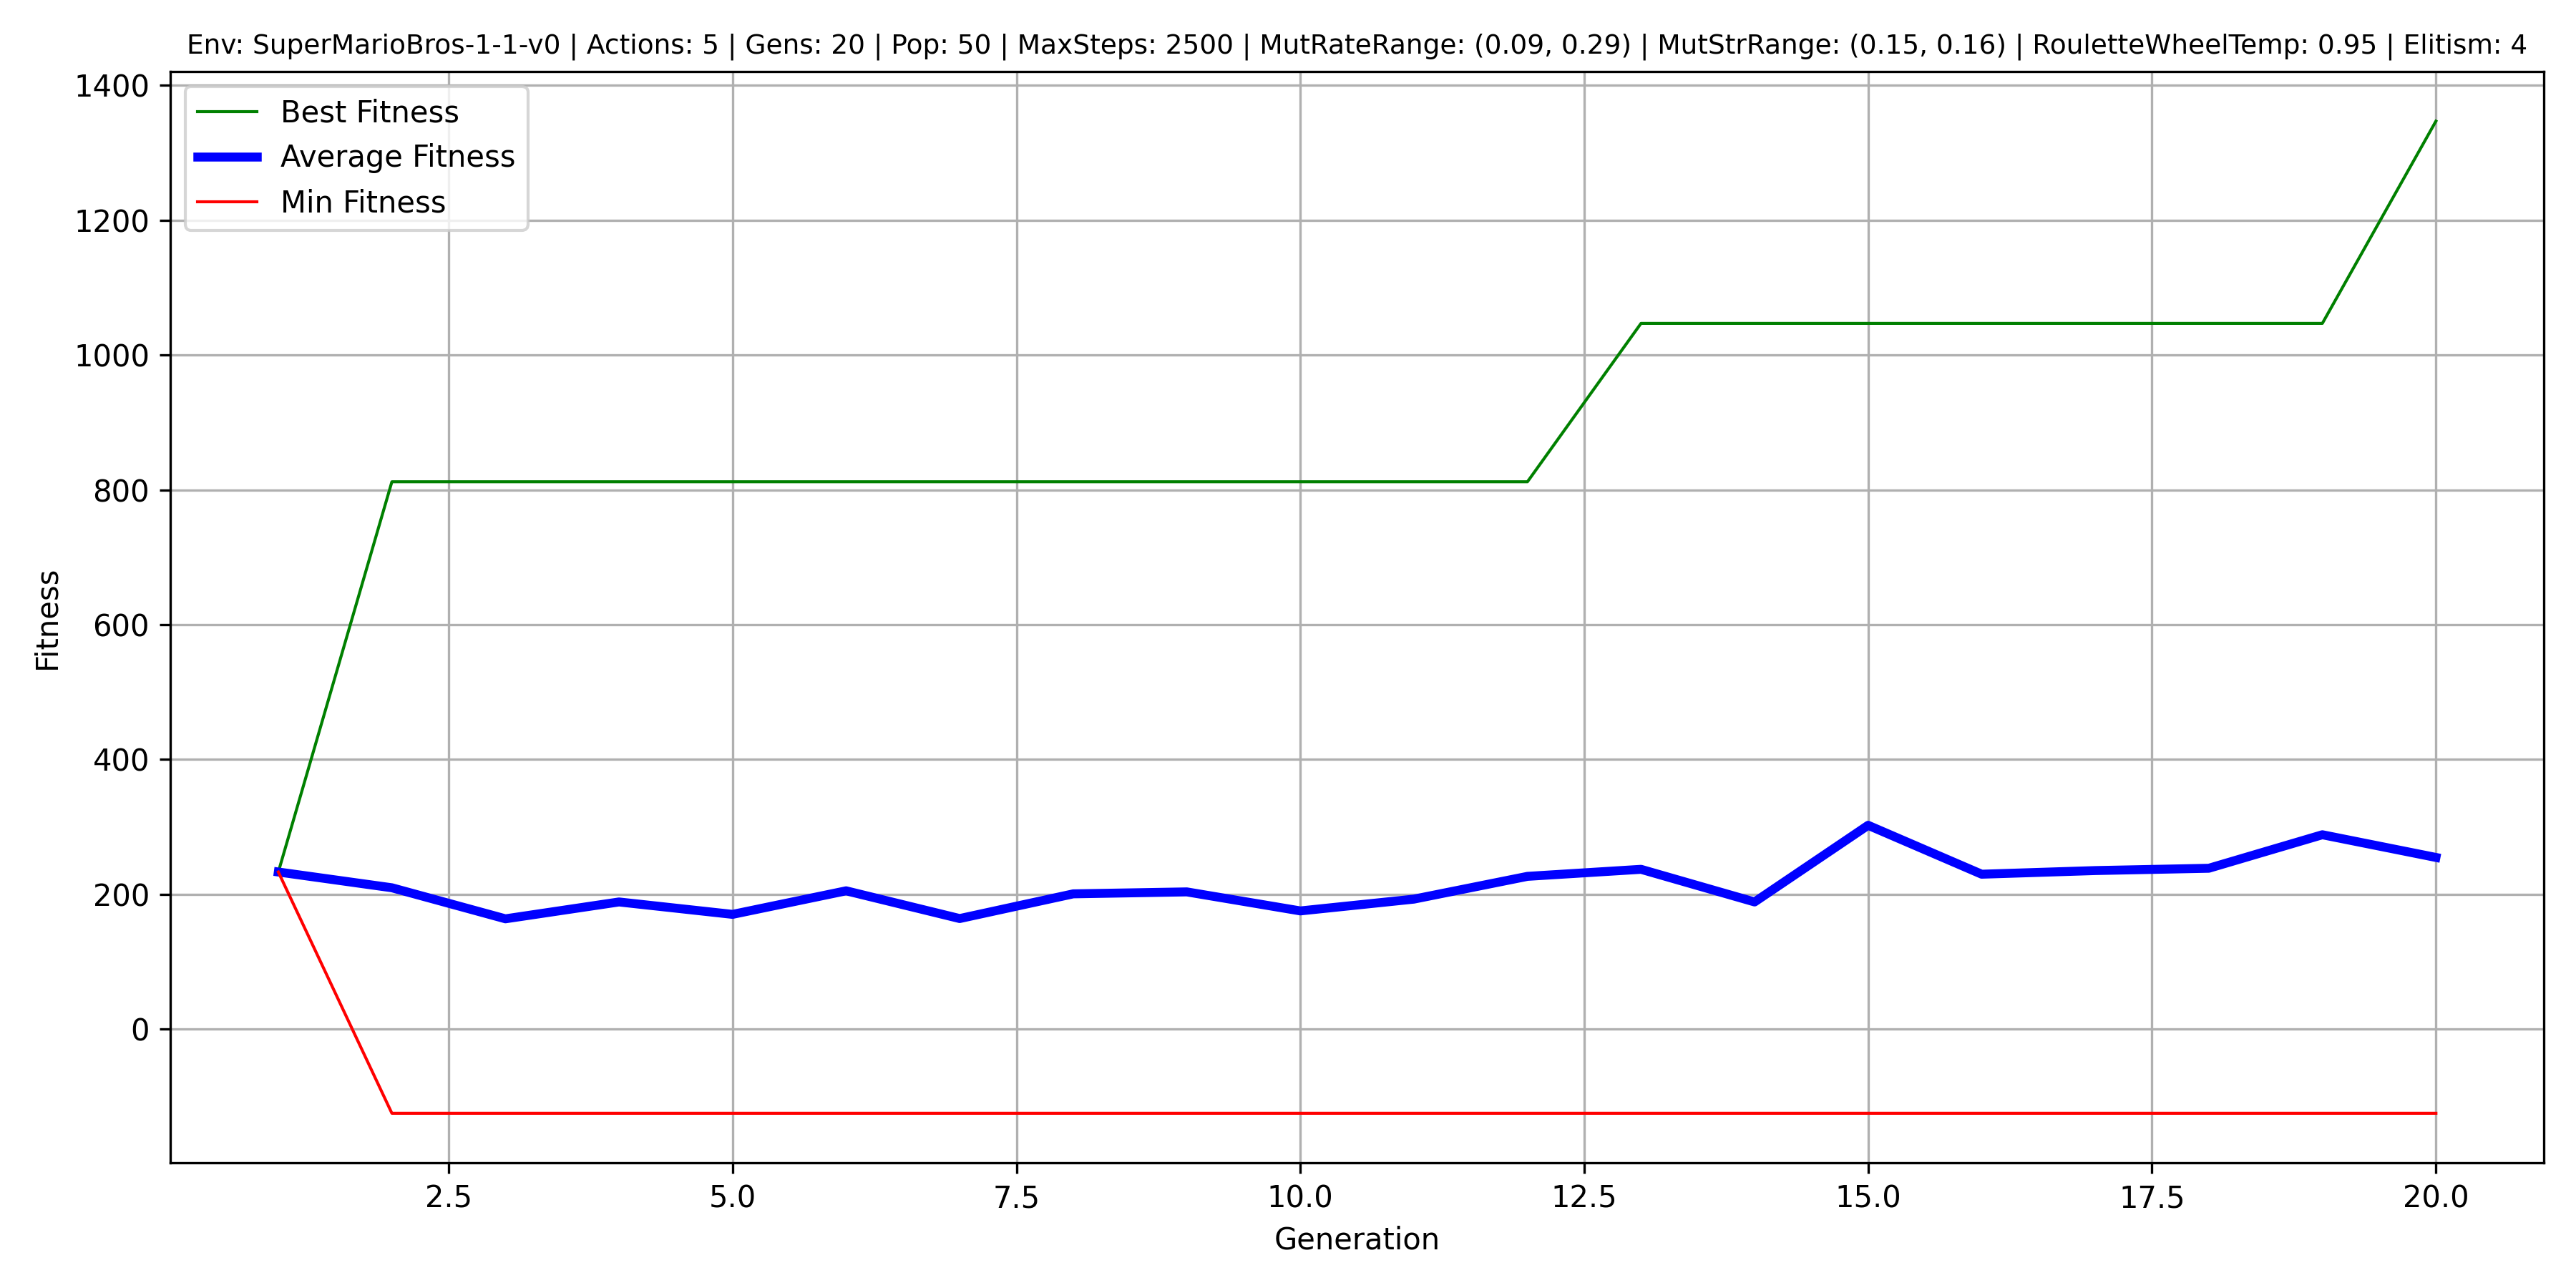 Env: SuperMarioBros-1-1-v0 | Actions: 5 | Gens: 20 | Pop: 50 | MaxSteps: 2500 | MutRateRange: (0.09, 0.29) | MutStrRange: (0.15, 0.16) | RouletteWheelTemp: 0.95 | Elitism: 4
Best Fitness
Average Fitness
Min Fitness
1400
1200
1000
800
600
400
200
0
Fitness
2.5 5.0 7.5 10.0 12.5 15.0 17.5 20.0
Generation